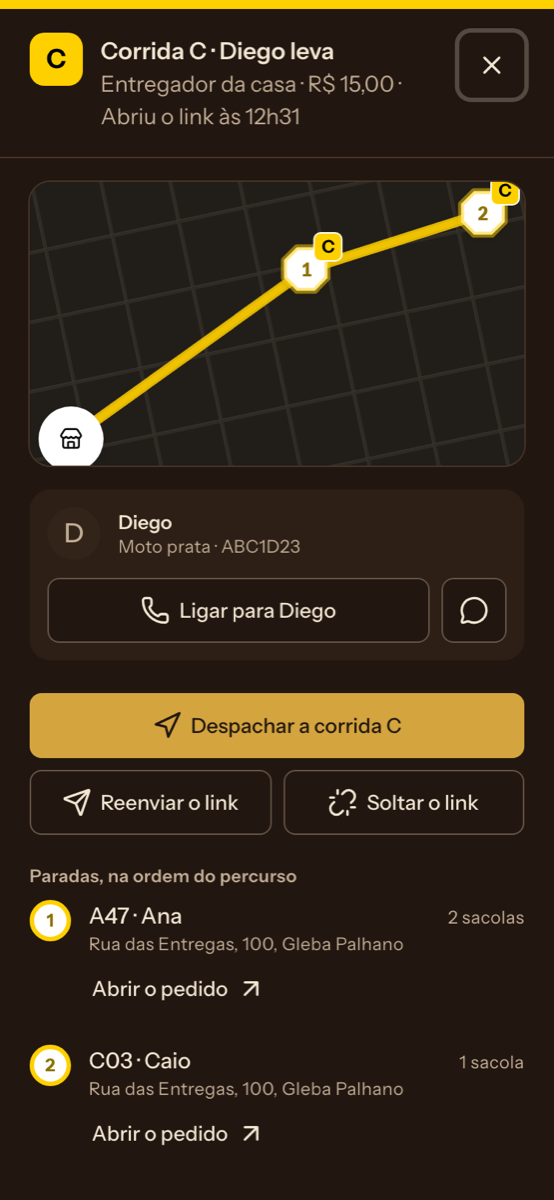 C
Corrida C · Diego leva
Entregador da casa · R$ 15,00 ·
Abriu o link às 12h31
C
2
C
1
D
Diego
Moto prata · ABC1D23
Ligar para Diego
Despachar a corrida C
Reenviar o link
Soltar o link
Paradas, na ordem do percurso
1
A47 · Ana
2 sacolas
Rua das Entregas, 100, Gleba Palhano
Abrir o pedido
2
C03 · Caio
1 sacola
Rua das Entregas, 100, Gleba Palhano
Abrir o pedido